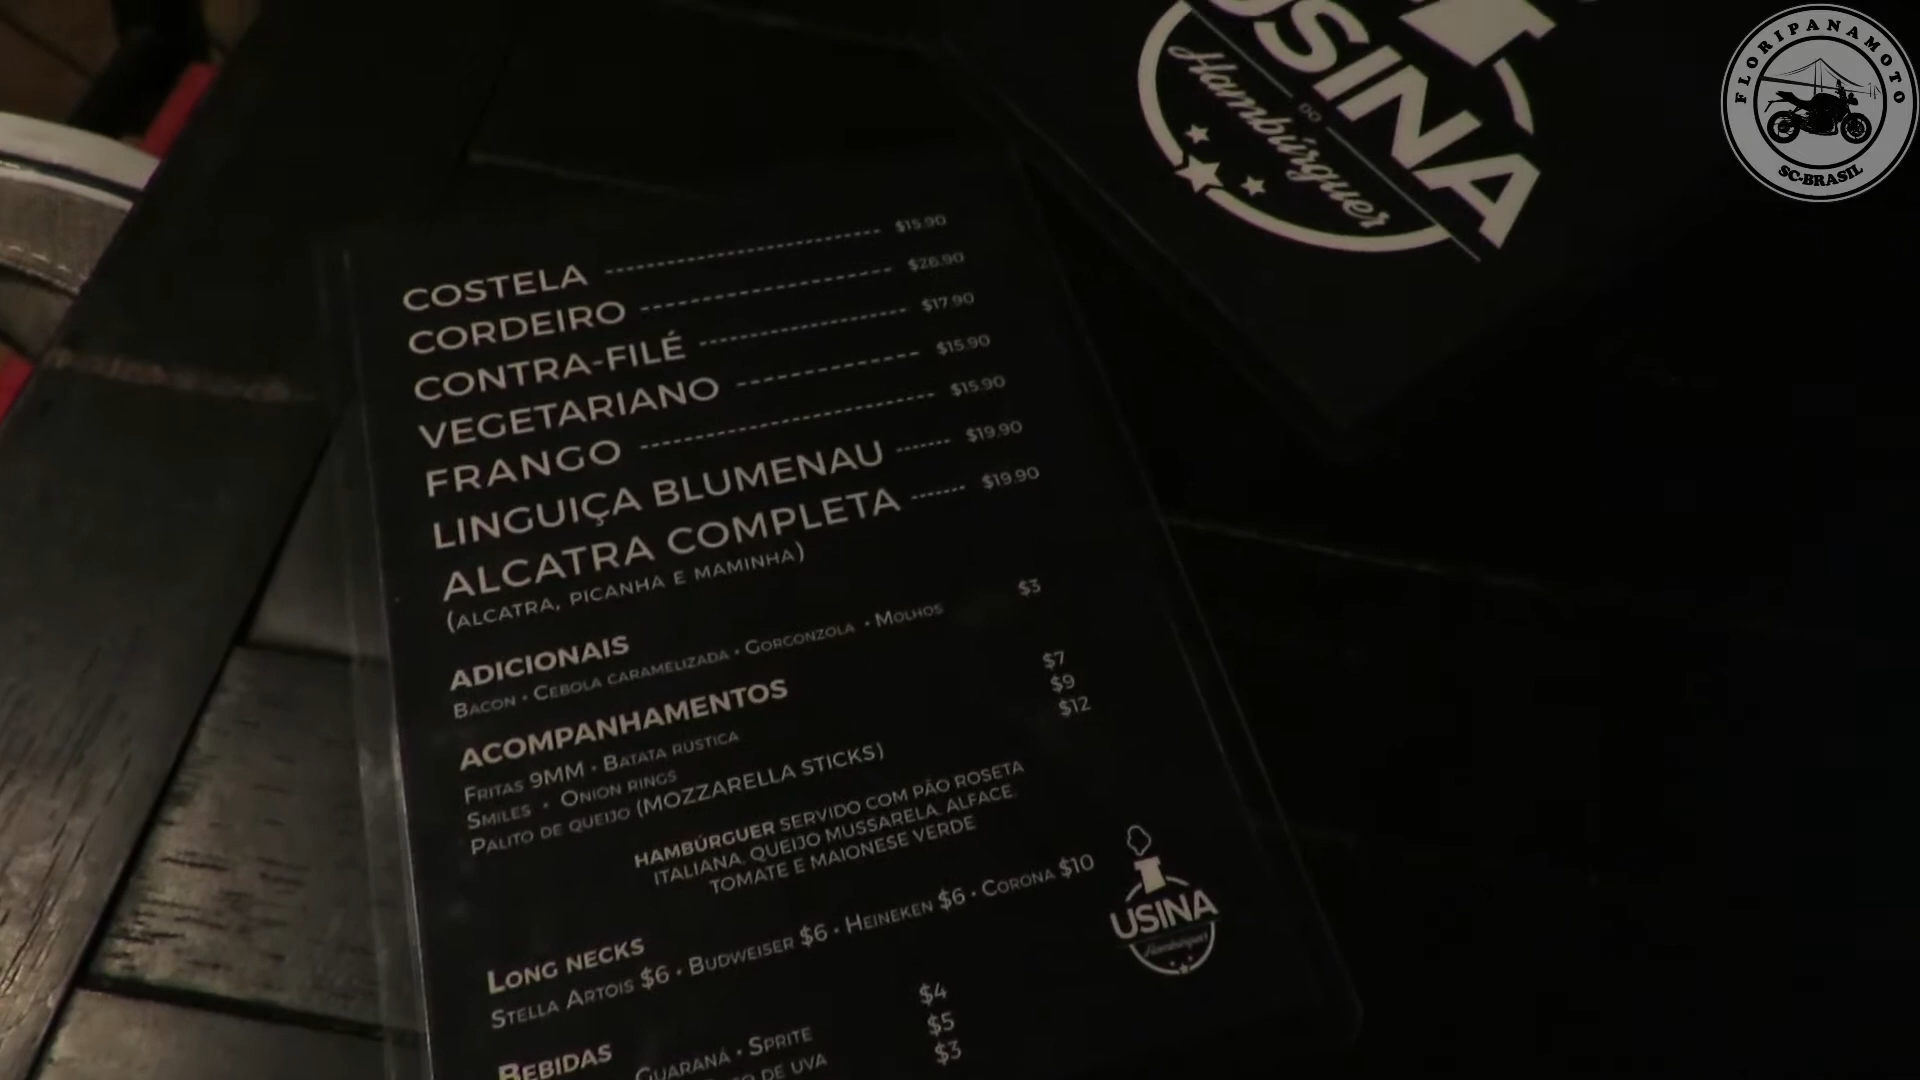 USINA
DO
Hambúrguer
FLORIPANAMOTO
SC-BRASIL
COSTELA $15.90
CORDEIRO $26.90
CONTRA-FILÉ $17.90
VEGETARIANO $15.90
FRANGO $15.90
LINGUIÇA BLUMENAU $19.90
ALCATRA COMPLETA $19.90
(ALCATRA, PICANHA E MAMINHA)
ADICIONAIS $3
BACON • CEBOLA CARAMELIZADA • GORGONZOLA • MOLHOS
ACOMPANHAMENTOS
FRITAS 9MM • BATATA RÚSTICA $7
SMILES • ONION RINGS $9
PALITO DE QUEIJO (MOZZARELLA STICKS) $12
HAMBÚRGUER SERVIDO COM PÃO ROSETA
ITALIANA, QUEIJO MUSSARELA, ALFACE,
TOMATE E MAIONESE VERDE
LONG NECKS
STELLA ARTOIS $6 • BUDWEISER $6 • HEINEKEN $6 • CORONA $10
USINA
Hambúrguer
BEBIDAS
GUARANÁ • SPRITE $4
DE UVA $5
$3